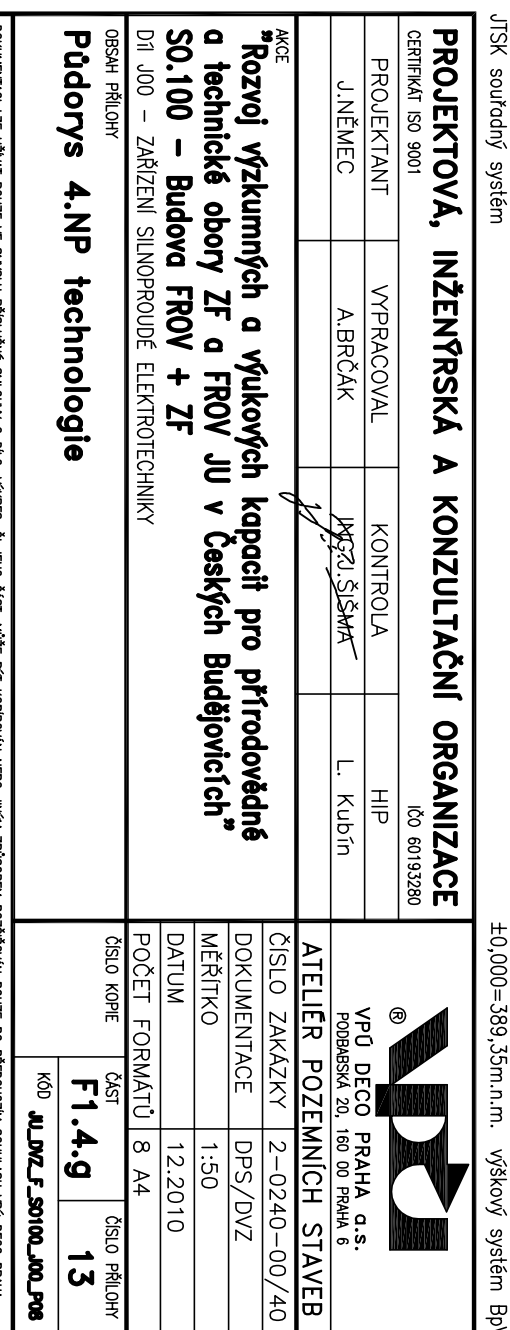 JTSK souřadný systém
±0,000=389,35m.n.m. výškový systém BpV
PROJEKTOVÁ, INŽENÝRSKÁ A KONZULTAČNÍ ORGANIZACE
CERTIFIKÁT ISO 9001
IČO 60193280
PROJEKTANT
VYPRACOVAL
KONTROLA
HIP
J.NĚMEC
A.BRČÁK
ING.J.ŠIŠMA
L. Kubín
®
VPÚ DECO PRAHA a.s.
PODBABSKÁ 20, 160 00 PRAHA 6
ATELIÉR POZEMNÍCH STAVEB
AKCE
"Rozvoj výzkumných a výukových kapacit pro přírodovědné
a technické obory ZF a FROV JU v Českých Budějovicích"
SO.100 – Budova FROV + ZF
Díl J00 – ZAŘÍZENÍ SILNOPROUDÉ ELEKTROTECHNIKY
ČÍSLO ZAKÁZKY 2–0240–00/40
DOKUMENTACE DPS/DVZ
MĚŘÍTKO 1:50
DATUM 12.2010
POČET FORMÁTŮ 8 A4
OBSAH PŘÍLOHY
Půdorys 4.NP technologie
ČÍSLO KOPIE
ČÁST
F1.4.g
ČÍSLO PŘÍLOHY
13
KÓD JU_DVZ_F_SO100_J00_P08